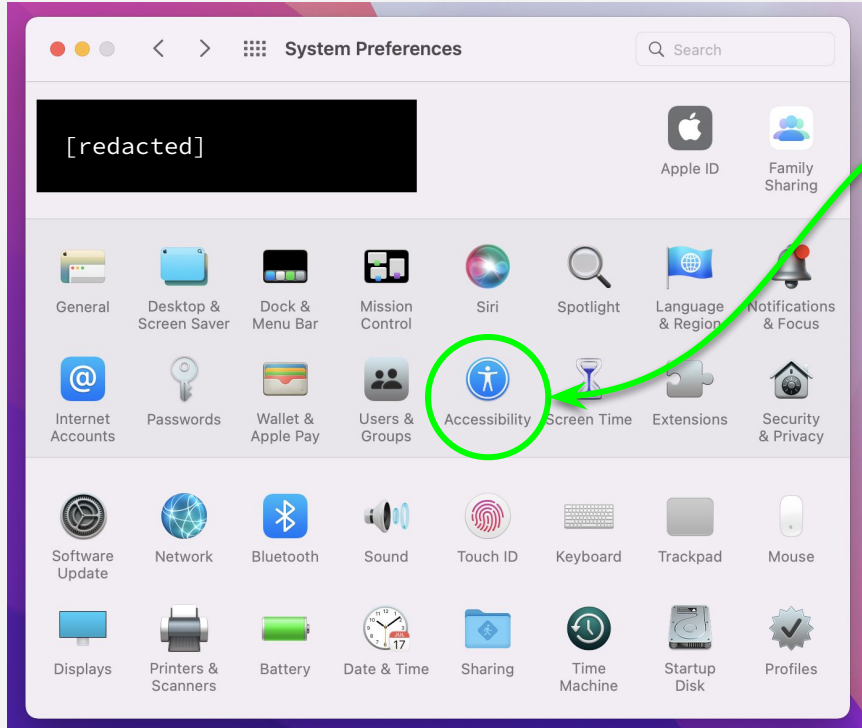 System Preferences
Search
[redacted]
Apple ID
Family
Sharing
General
Desktop &
Screen Saver
Dock &
Menu Bar
Mission
Control
Siri
Spotlight
Language
& Region
Notifications
& Focus
Internet
Accounts
Passwords
Wallet &
Apple Pay
Users &
Groups
Accessibility
Screen Time
Extensions
Security
& Privacy
Software
Update
Network
Bluetooth
Sound
Touch ID
Keyboard
Trackpad
Mouse
Displays
Printers &
Scanners
Battery
JUL
17
Date & Time
Sharing
Time
Machine
Startup
Disk
Profiles